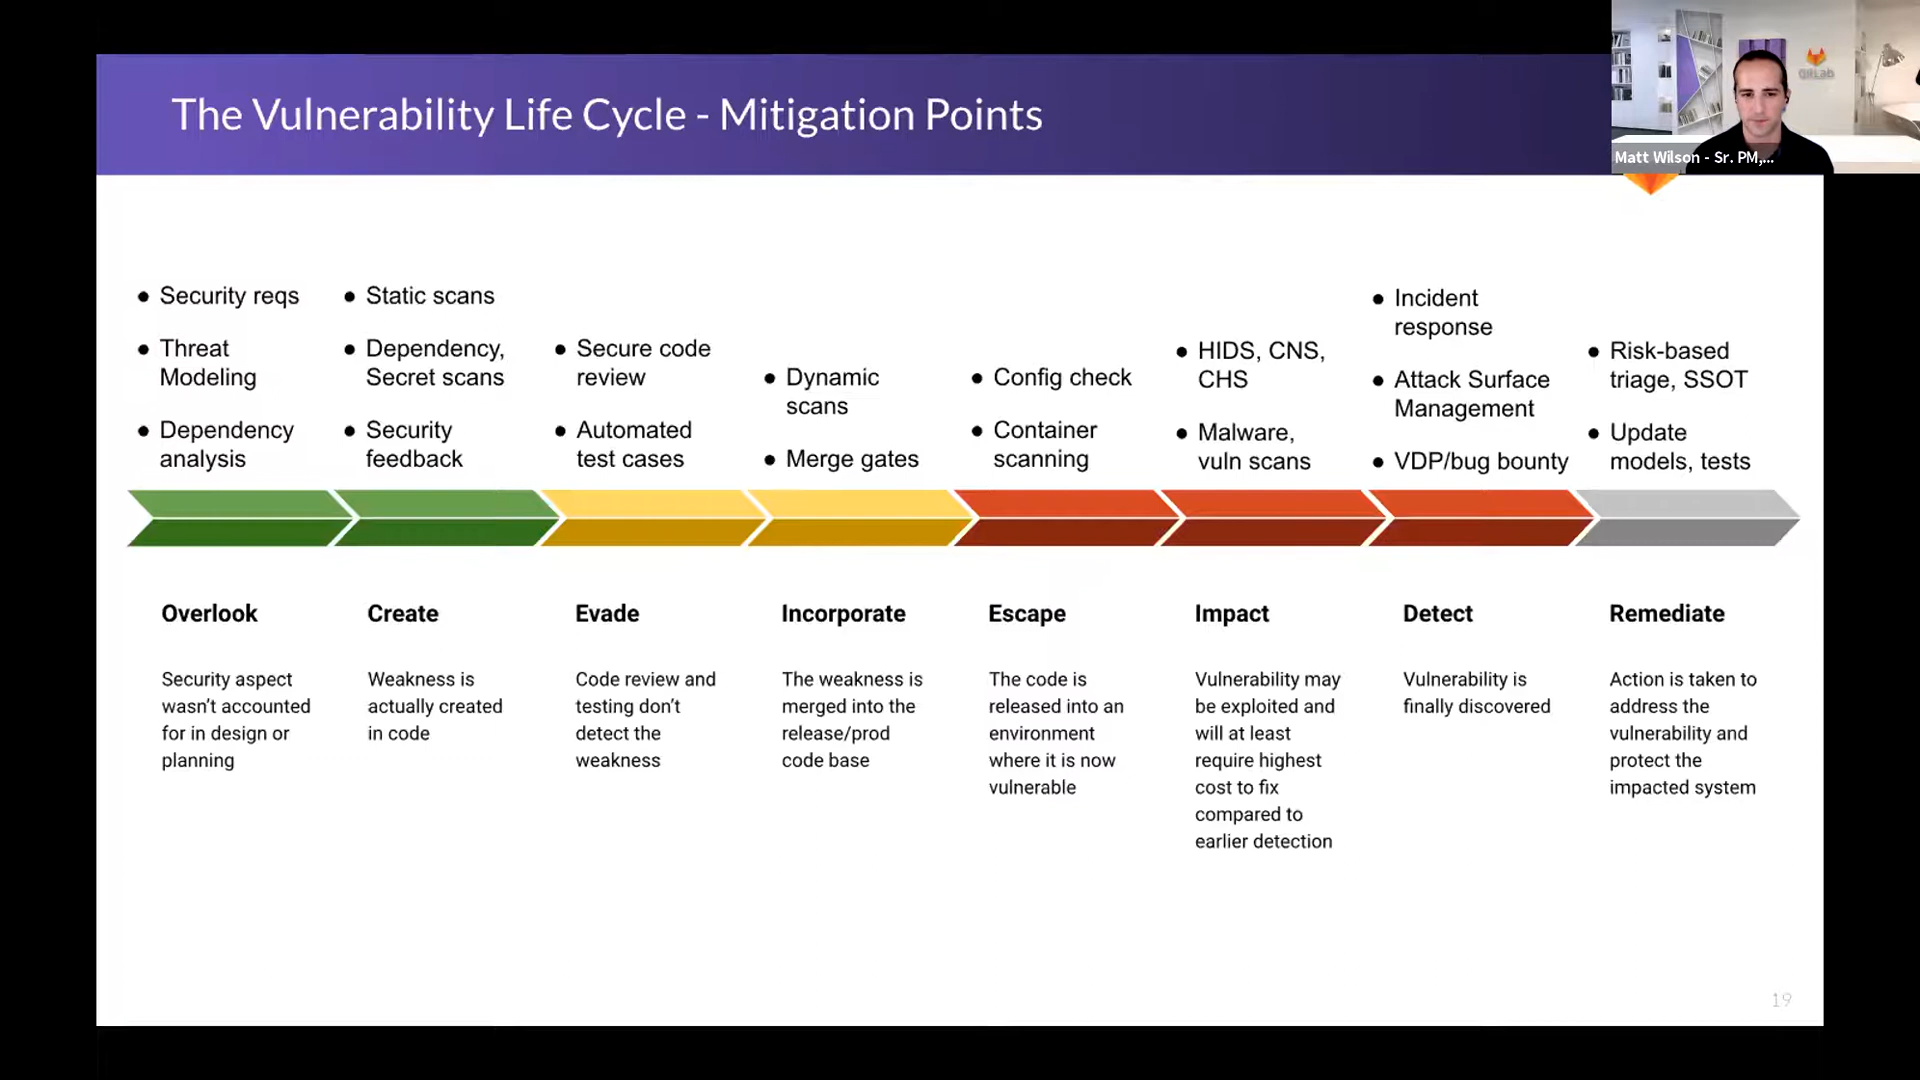 The Vulnerability Life Cycle - Mitigation Points
GitLab
Matt Wilson - Sr. PM,...
● Security reqs
● Threat
Modeling
● Dependency
analysis
● Static scans
● Dependency,
Secret scans
● Security
feedback
● Secure code
review
● Automated
test cases
● Dynamic
scans
● Merge gates
● Config check
● Container
scanning
● HIDS, CNS,
CHS
● Malware,
vuln scans
● Incident
response
● Attack Surface
Management
● VDP/bug bounty
● Risk-based
triage, SSOT
● Update
models, tests
Overlook
Security aspect
wasn’t accounted
for in design or
planning
Create
Weakness is
actually created
in code
Evade
Code review and
testing don’t
detect the
weakness
Incorporate
The weakness is
merged into the
release/prod
code base
Escape
The code is
released into an
environment
where it is now
vulnerable
Impact
Vulnerability may
be exploited and
will at least
require highest
cost to fix
compared to
earlier detection
Detect
Vulnerability is
finally discovered
Remediate
Action is taken to
address the
vulnerability and
protect the
impacted system
19